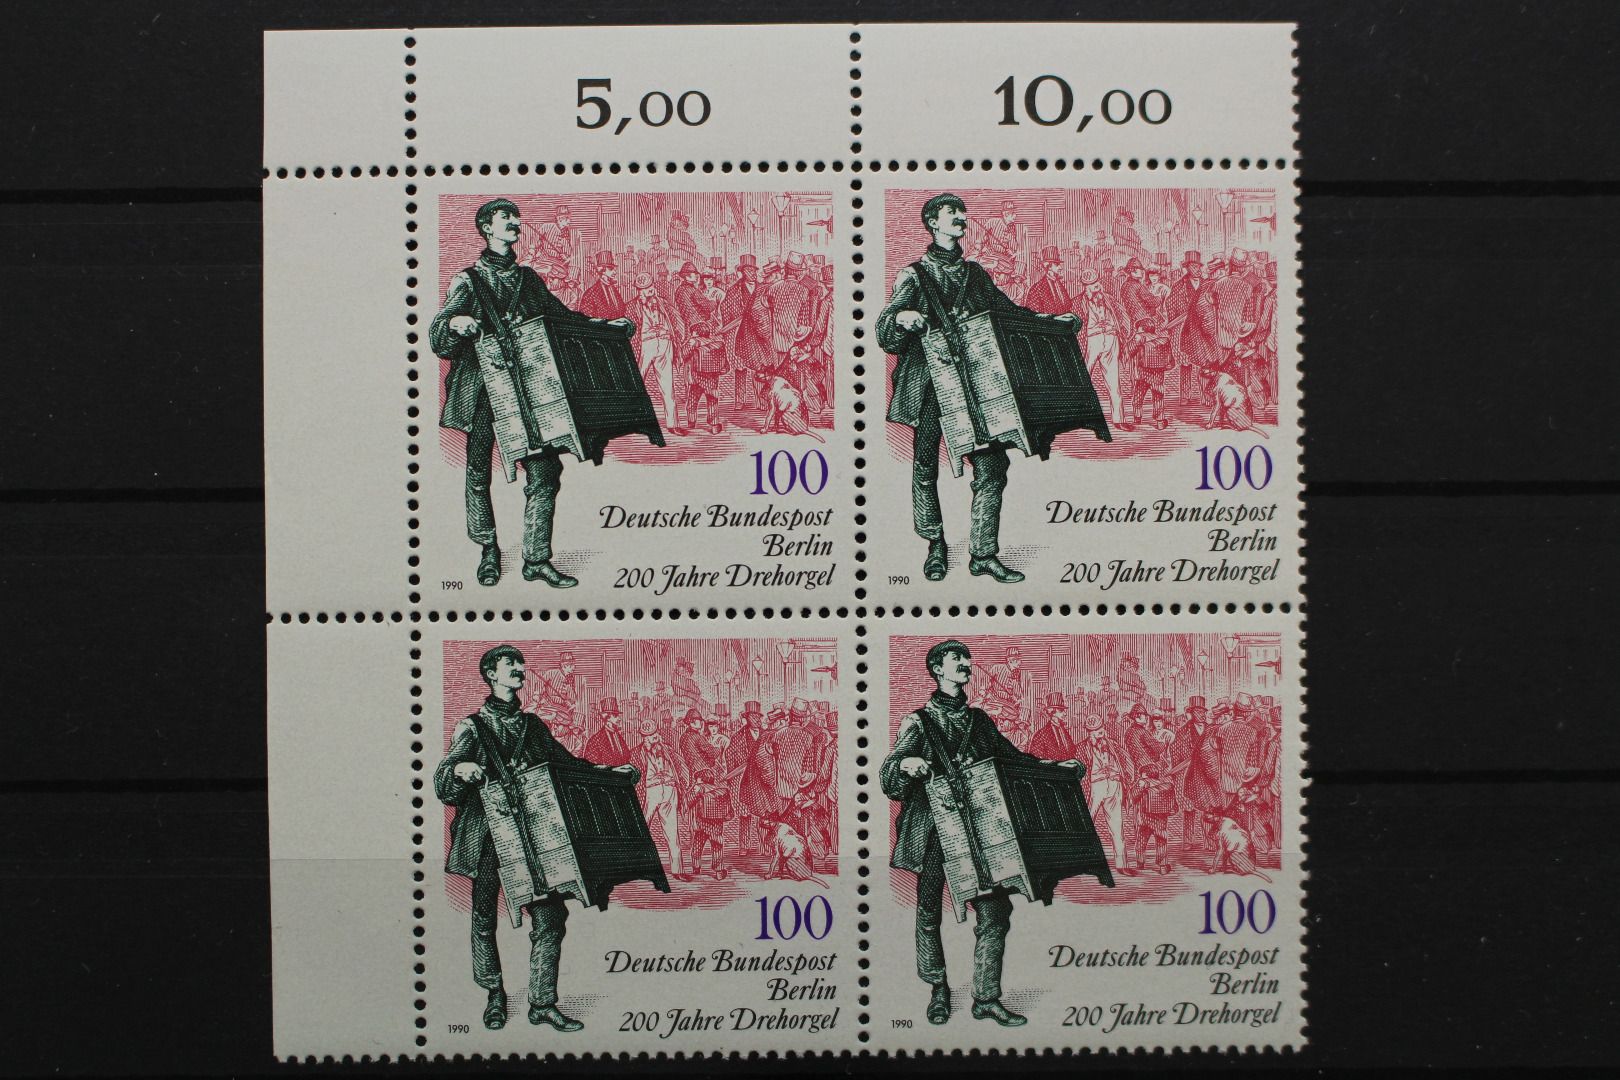 5,00
10,00
100
Deutsche Bundespost
Berlin
1990
200 Jahre Drehorgel
100
Deutsche Bundespost
Berlin
1990
200 Jahre Drehorgel
100
Deutsche Bundespost
Berlin
1990
200 Jahre Drehorgel
100
Deutsche Bundespost
Berlin
1990
200 Jahre Drehorgel